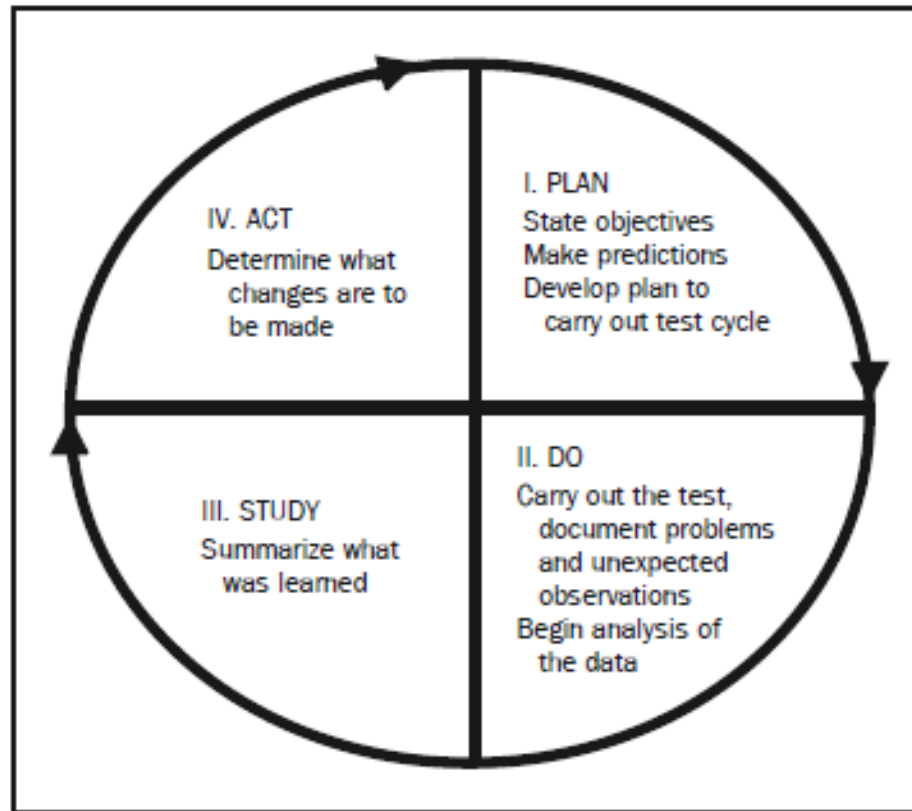 I. PLAN
State objectives
Make predictions
Develop plan to
carry out test cycle
II. DO
Carry out the test,
document problems
and unexpected
observations
Begin analysis of
the data
III. STUDY
Summarize what
was learned
IV. ACT
Determine what
changes are to
be made